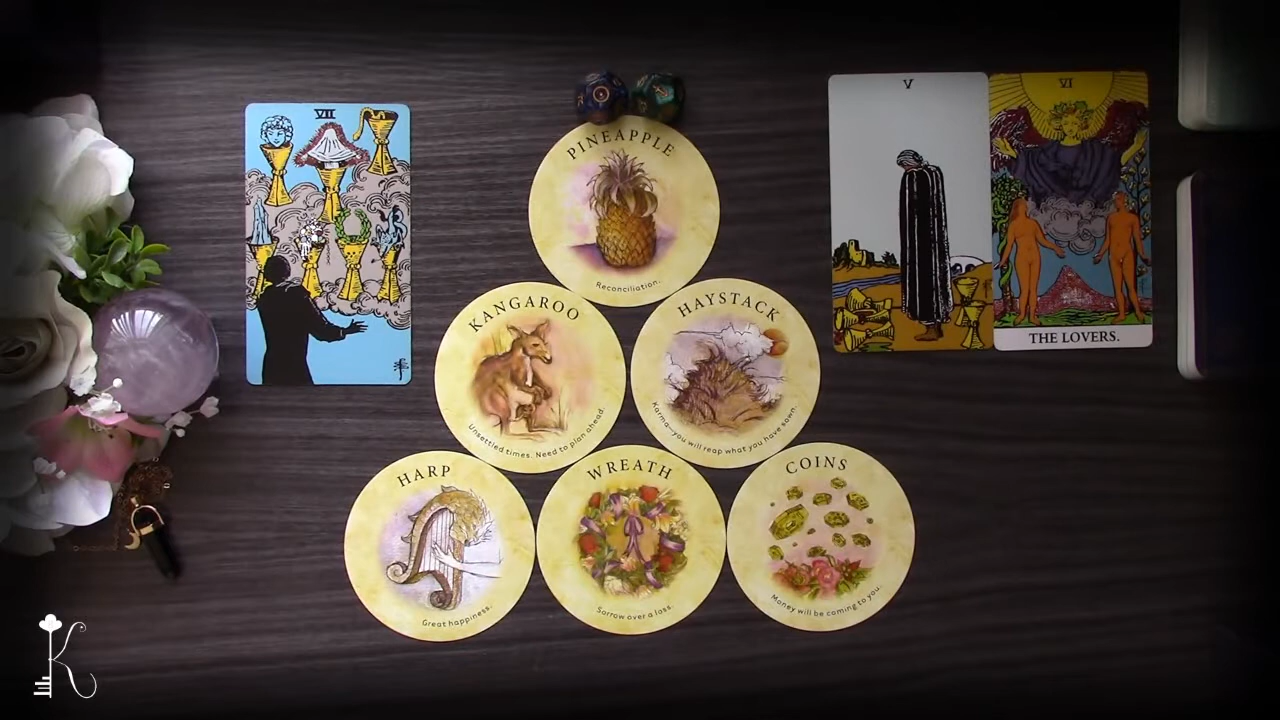 VII
PINEAPPLE
Reconciliation.
V
VI
THE LOVERS.
KANGAROO
Unsettled times. Need to plan ahead.
HAYSTACK
Karma—you will reap what you have sown.
HARP
Great happiness.
WREATH
Sorrow over a loss.
COINS
Money will be coming to you.
K